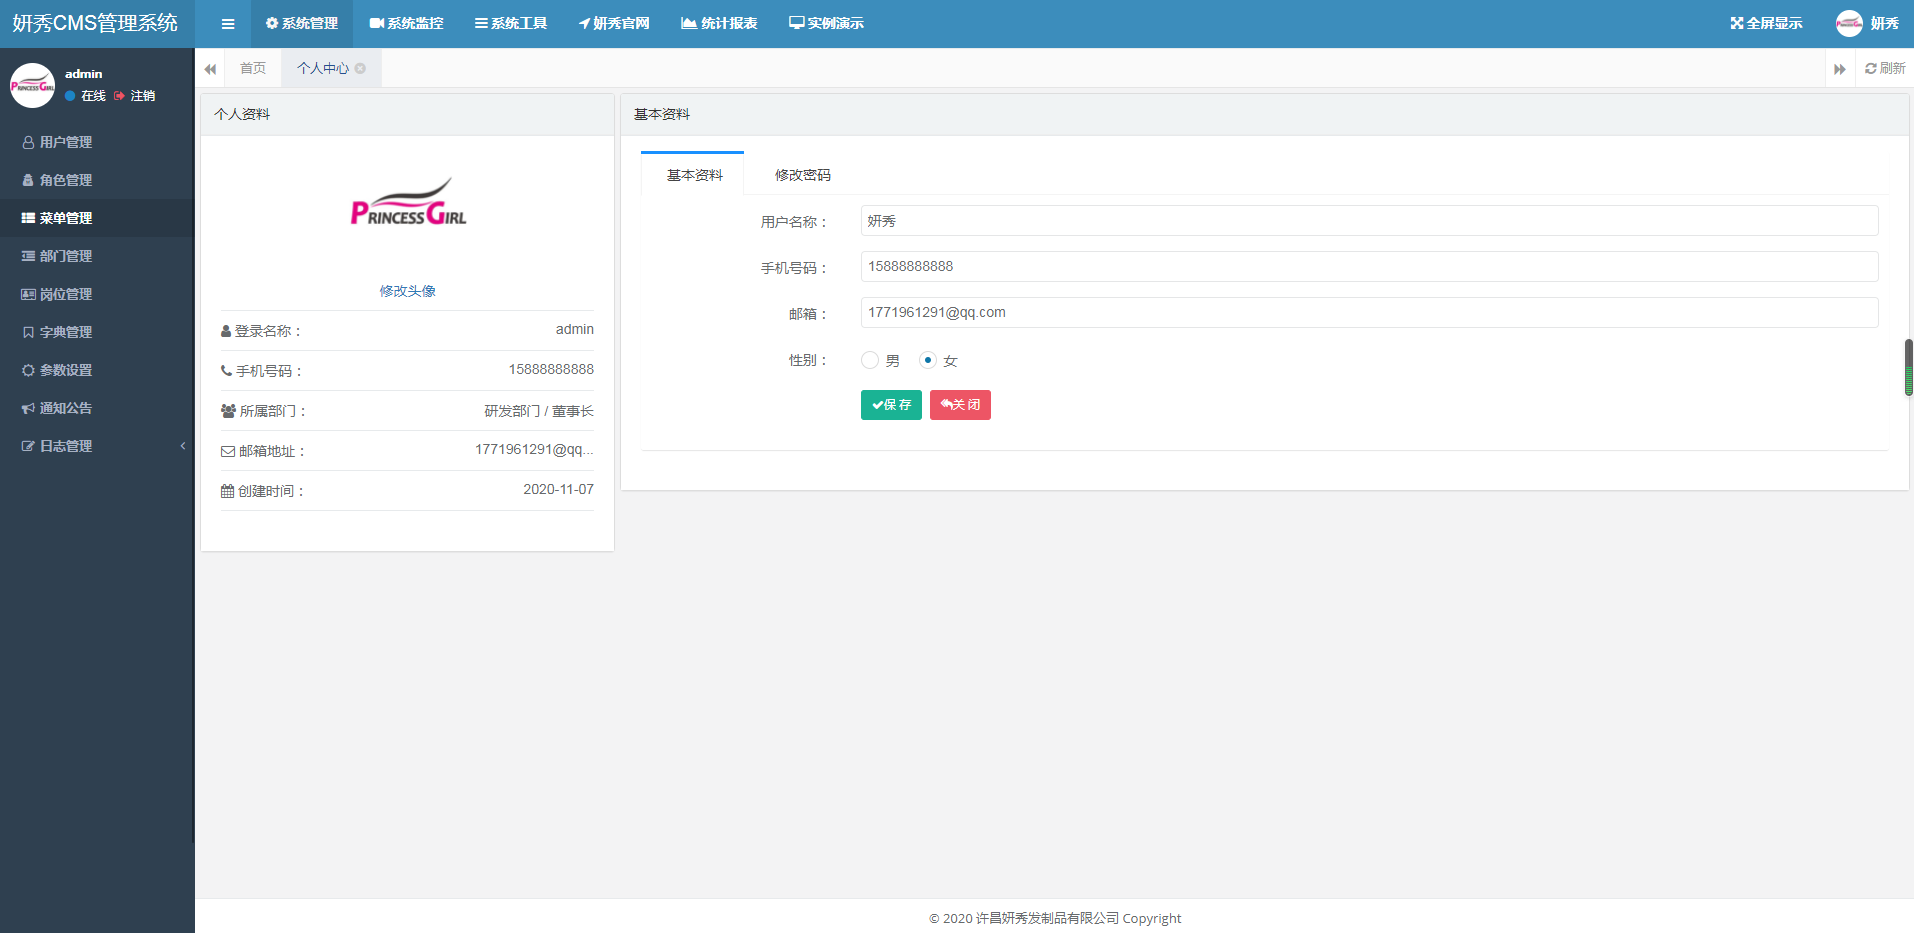 妍秀CMS管理系统
系统管理 系统监控 系统工具 妍秀官网 统计报表 实例演示 全屏显示 妍秀
PRINCESSGIRL
admin
在线 注销
首页 个人中心 刷新
用户管理
角色管理
菜单管理
部门管理
岗位管理
字典管理
参数设置
通知公告
日志管理
个人资料
PRINCESSGIRL
修改头像
登录名称： admin
手机号码： 15888888888
所属部门： 研发部门 / 董事长
邮箱地址： 1771961291@qq...
创建时间： 2020-11-07
基本资料
基本资料 修改密码
用户名称： 妍秀
手机号码： 15888888888
邮箱： 1771961291@qq.com
性别： 男 女
保 存 关 闭
© 2020 许昌妍秀发制品有限公司 Copyright